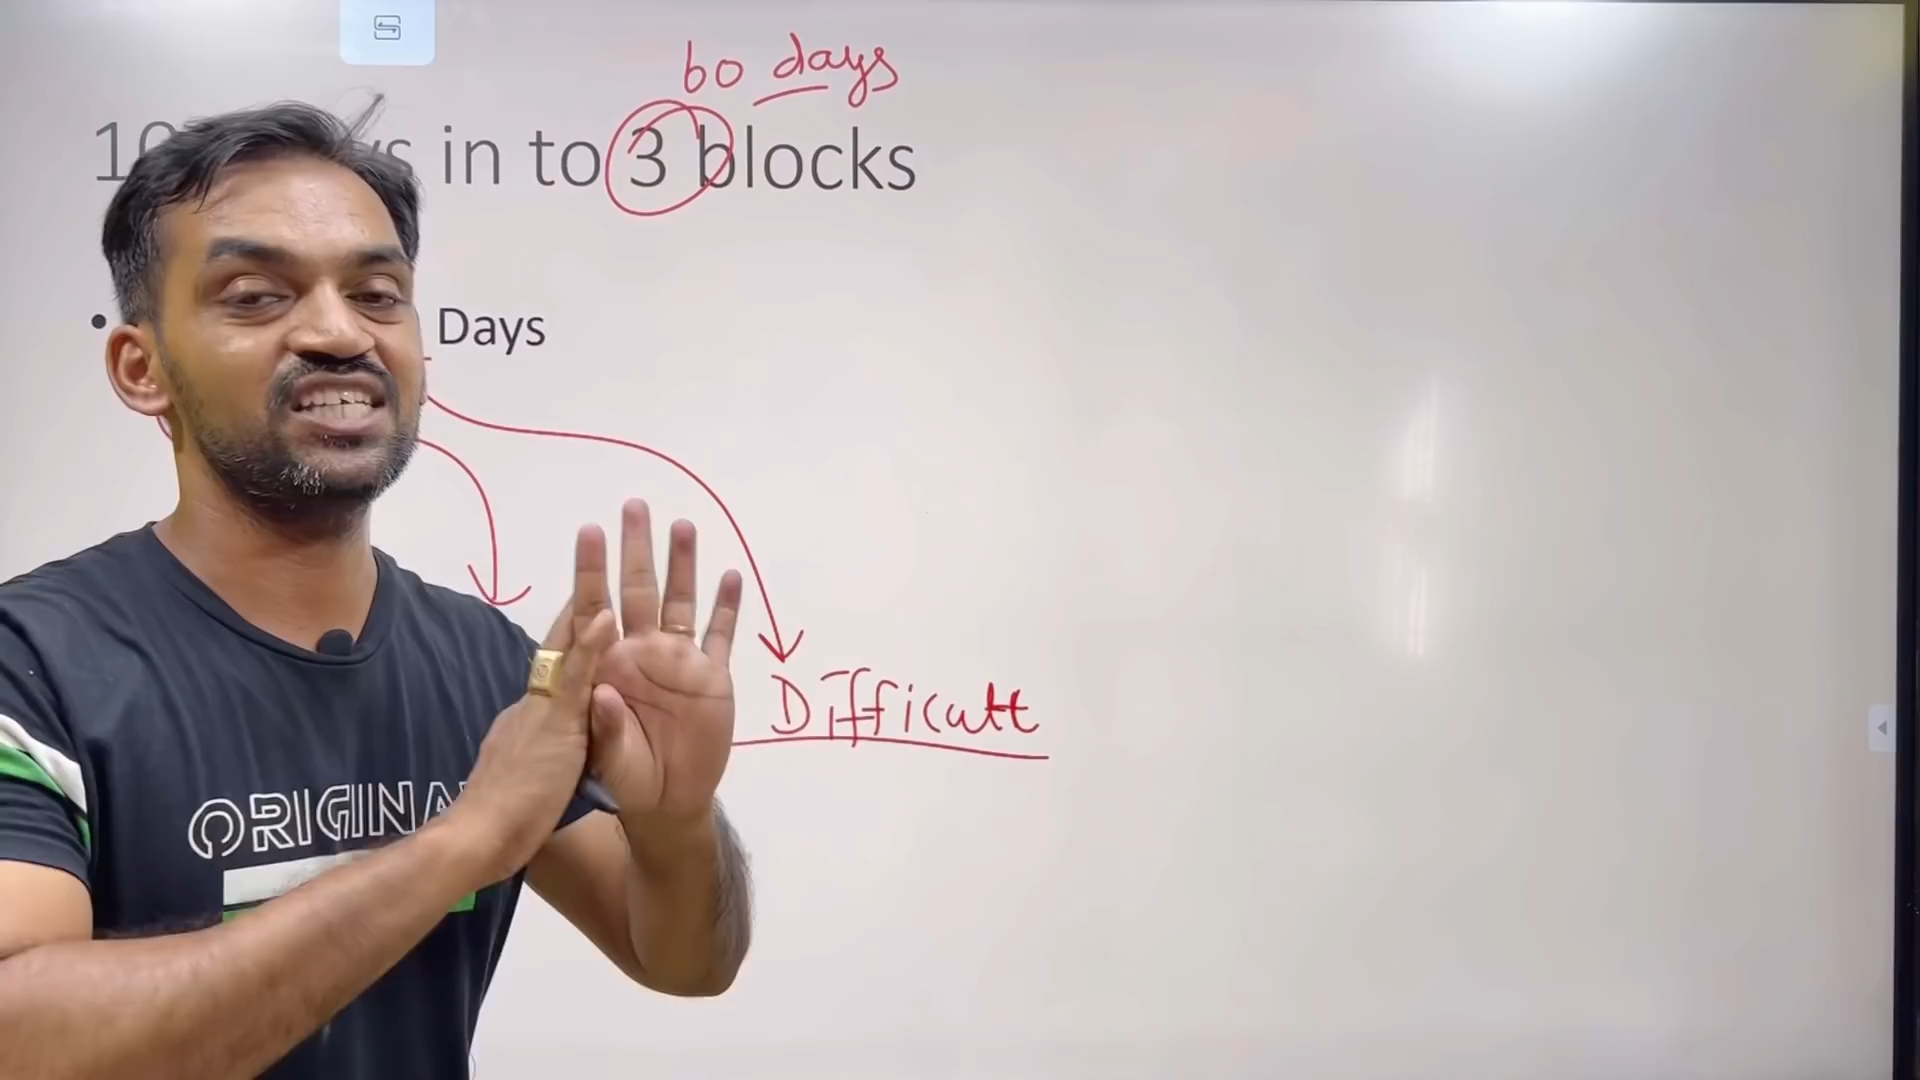 60 days
in to 3 blocks
• Days
Difficult
ORIGINA